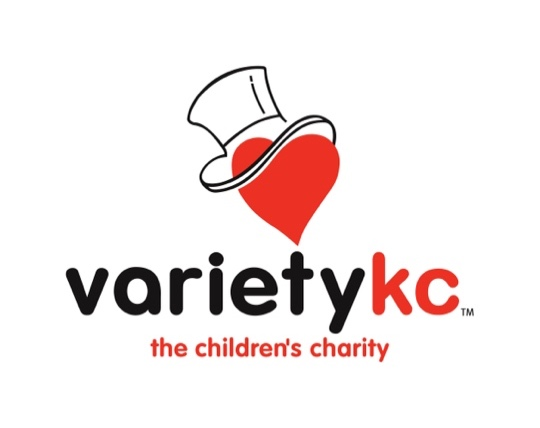 varietykc™
the children's charity